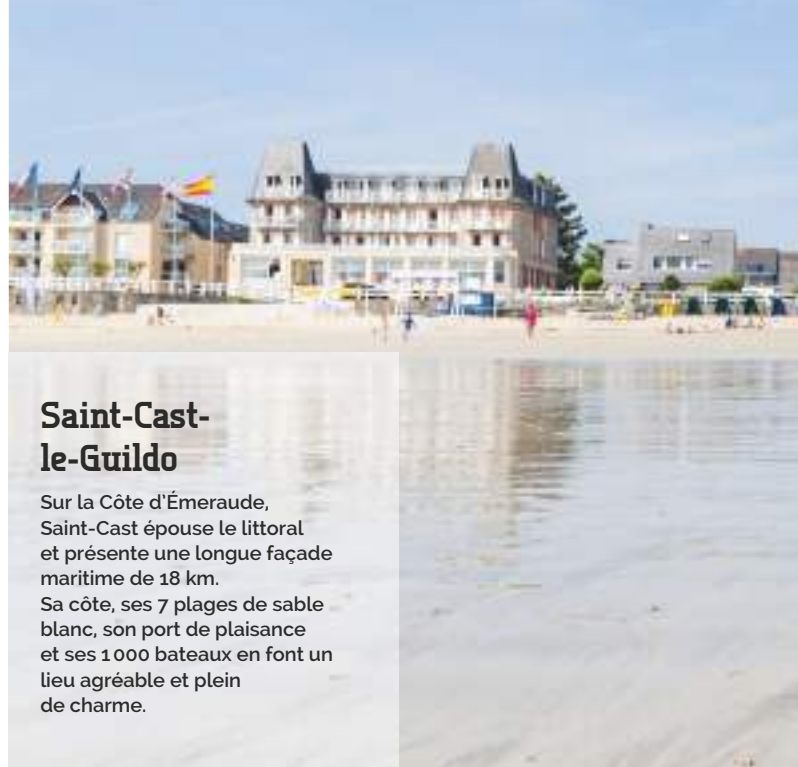 Saint-Cast-
le-Guildo
Sur la Côte d'Émeraude,
Saint-Cast épouse le littoral
et présente une longue façade
maritime de 18 km.
Sa côte, ses 7 plages de sable
blanc, son port de plaisance
et ses 1 000 bateaux en font un
lieu agréable et plein
de charme.